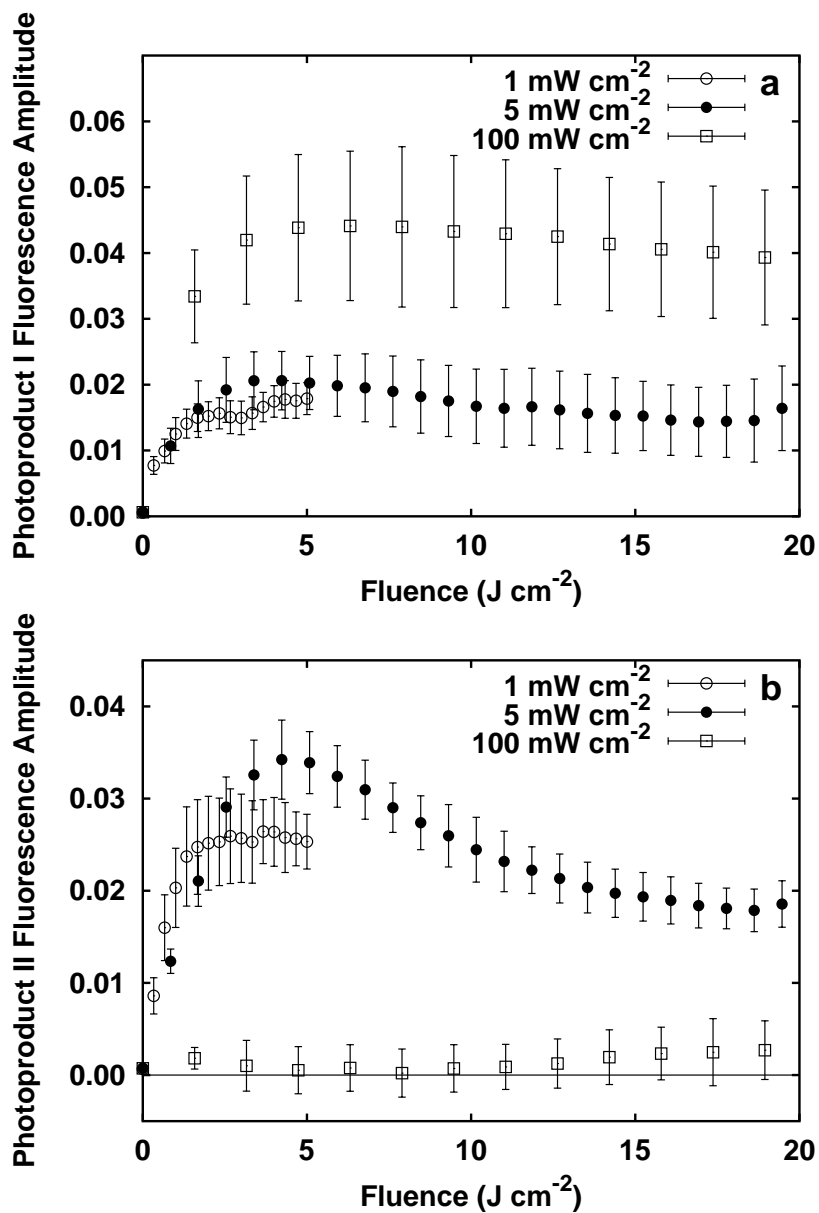 Photoproduct I Fluorescence Amplitude
a
1 mW cm-2
5 mW cm-2
100 mW cm-2
0.06
0.05
0.04
0.03
0.02
0.01
0.00
0 5 10 15 20
Fluence (J cm-2)
Photoproduct II Fluorescence Amplitude
b
1 mW cm-2
5 mW cm-2
100 mW cm-2
0.04
0.03
0.02
0.01
0.00
0 5 10 15 20
Fluence (J cm-2)